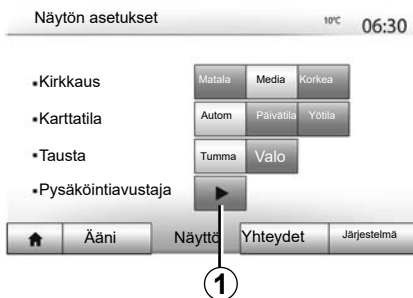 Näytön asetukset 10°C 06:30
▪Kirkkaus Matala Media Korkea
▪Karttatila Autom Päivätila Yötila
▪Tausta Tumma Valo
▪Pysäköintiavustaja
Ääni Näyttö Yhteydet Järjestelmä
1